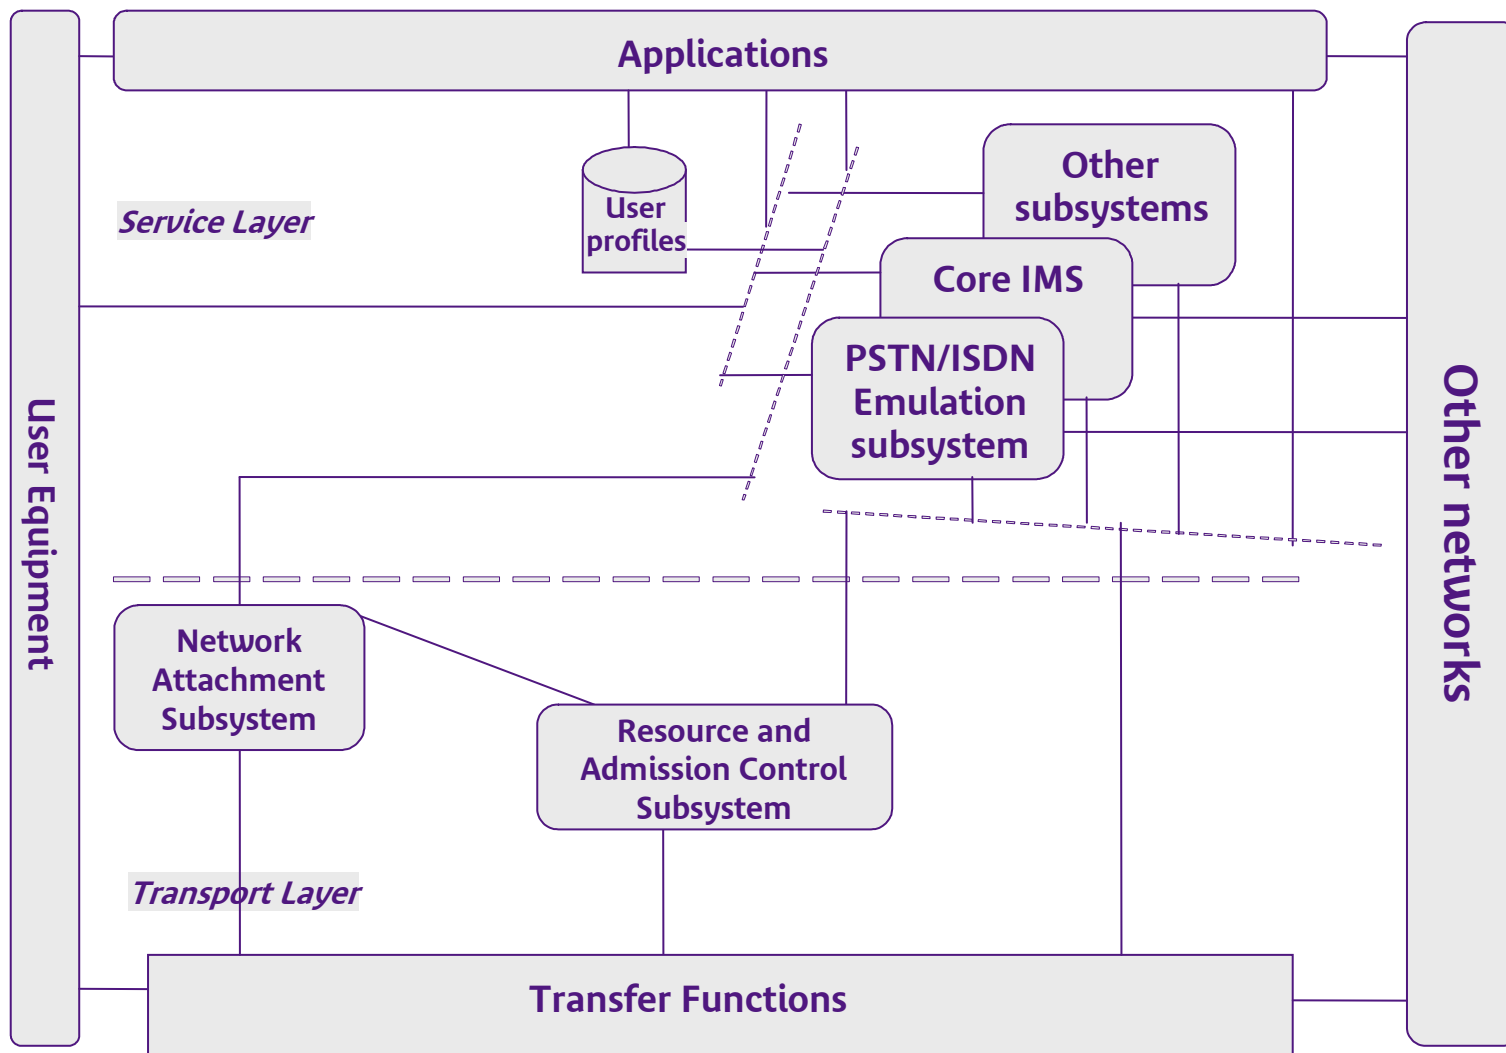 Applications
Other
subsystems
User
profiles
Service Layer
Core IMS
PSTN/ISDN
Emulation
subsystem
User Equipment
Other networks
Network
Attachment
Subsystem
Resource and
Admission Control
Subsystem
Transport Layer
Transfer Functions